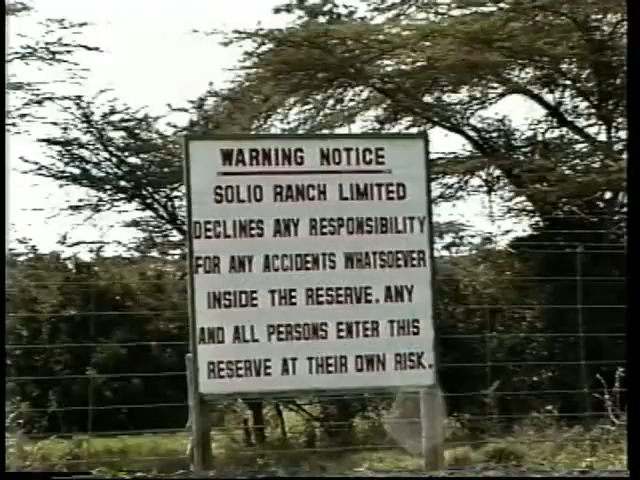 WARNING NOTICE
SOLIO RANCH LIMITED
DECLINES ANY RESPONSIBILITY
FOR ANY ACCIDENTS WHATSOEVER
INSIDE THE RESERVE. ANY
AND ALL PERSONS ENTER THIS
RESERVE AT THEIR OWN RISK.